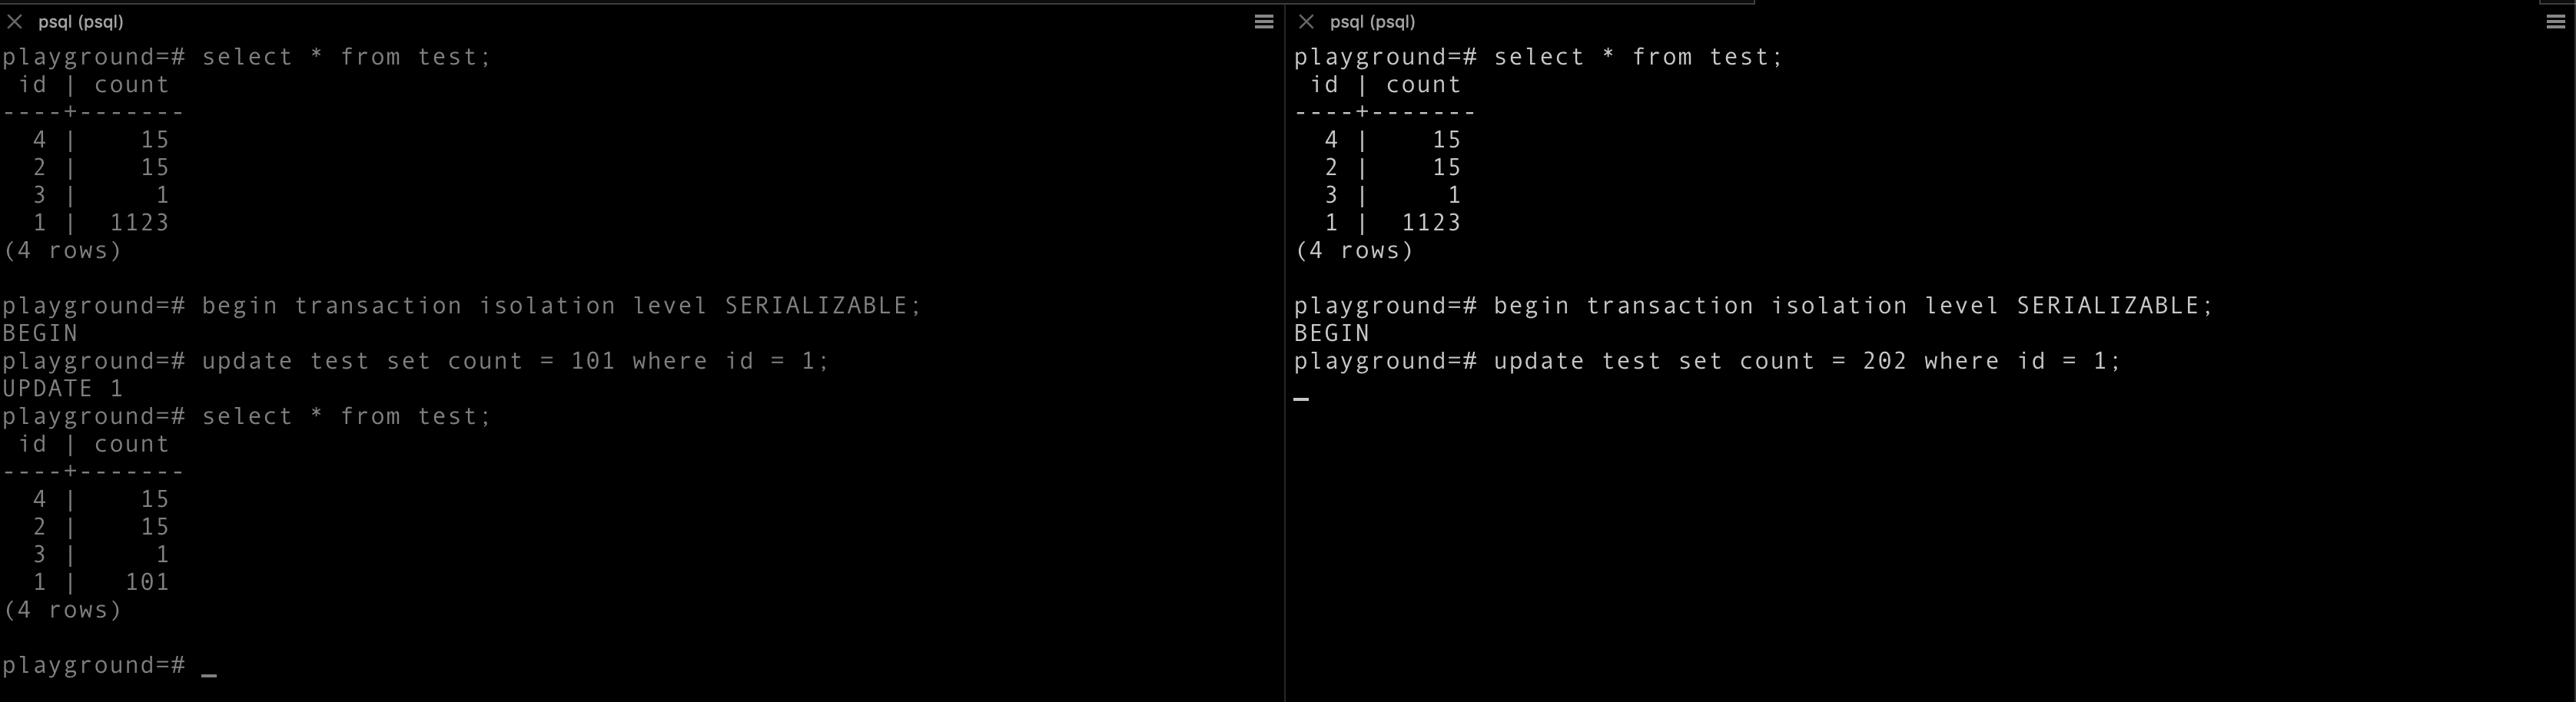 psql (psql)
playground=# select * from test;
 id | count
----+-------
  4 |    15
  2 |    15
  3 |     1
  1 |  1123
(4 rows)

playground=# begin transaction isolation level SERIALIZABLE;
BEGIN
playground=# update test set count = 101 where id = 1;
UPDATE 1
playground=# select * from test;
 id | count
----+-------
  4 |    15
  2 |    15
  3 |     1
  1 |   101
(4 rows)

playground=# _
psql (psql)
playground=# select * from test;
 id | count
----+-------
  4 |    15
  2 |    15
  3 |     1
  1 |  1123
(4 rows)

playground=# begin transaction isolation level SERIALIZABLE;
BEGIN
playground=# update test set count = 202 where id = 1;
_